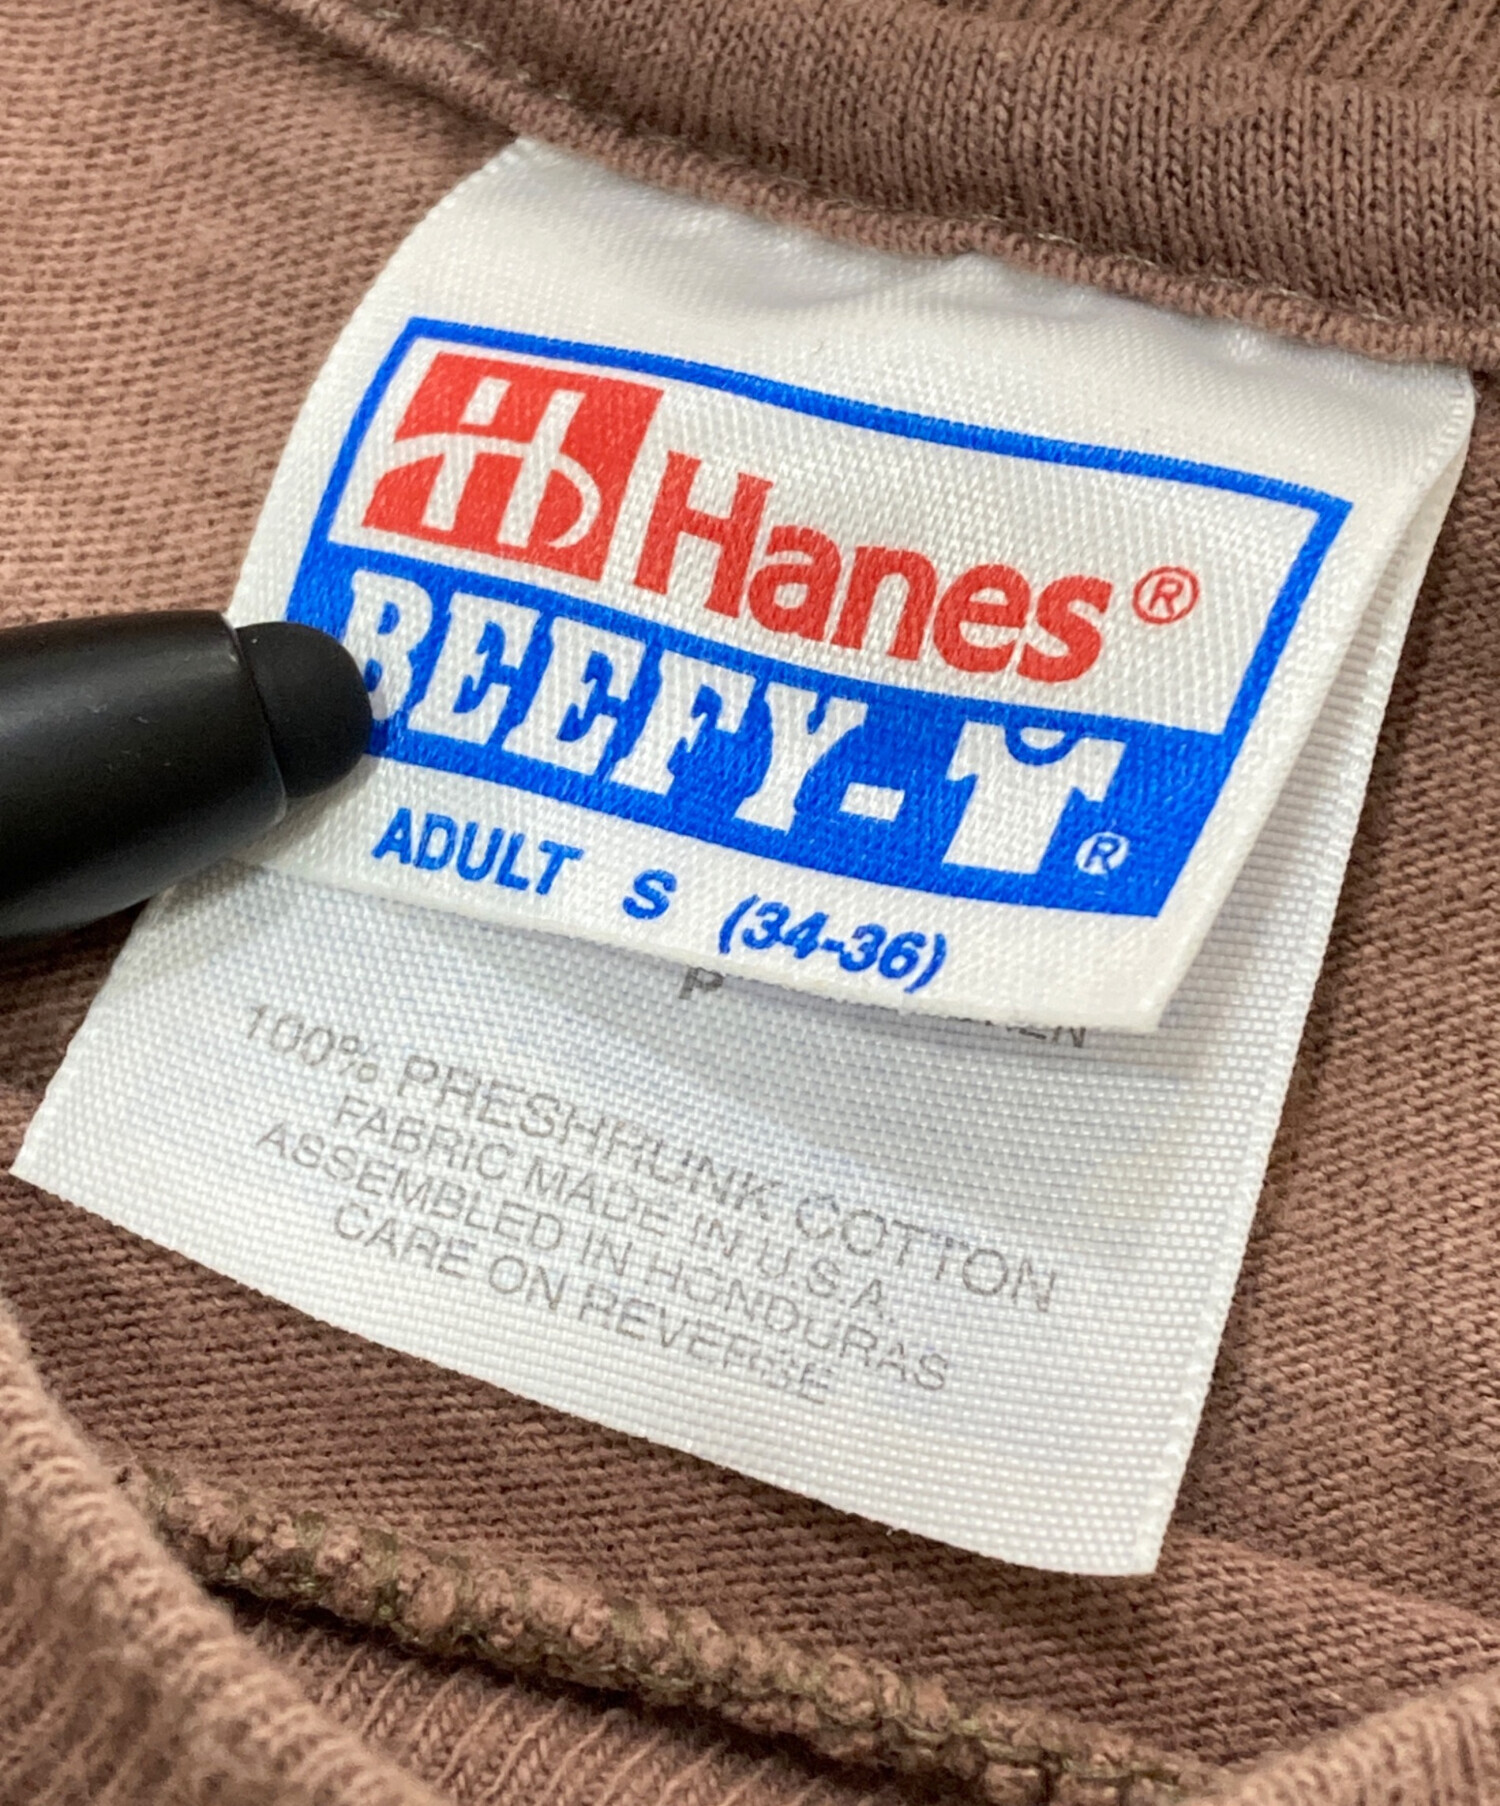 Hanes®
BEEFY-T®
ADULT S (34-36)
100% PRESHRUNK COTTON
FABRIC MADE IN U.S.A.
ASSEMBLED IN HONDURAS
CARE ON REVERSE